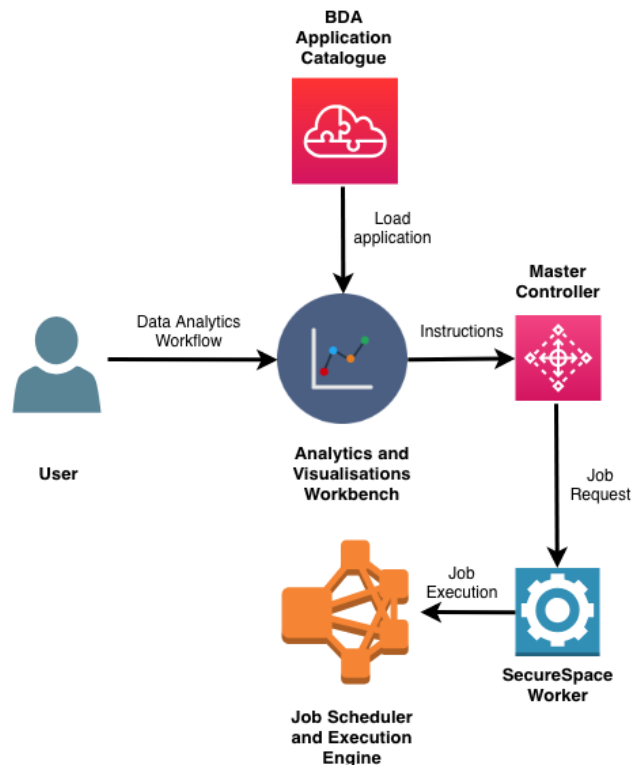 BDA
Application
Catalogue
Load
application
Master
Controller
Data Analytics
Workflow
Instructions
User
Analytics and
Visualisations
Workbench
Job
Request
Job
Execution
SecureSpace
Worker
Job Scheduler
and Execution
Engine